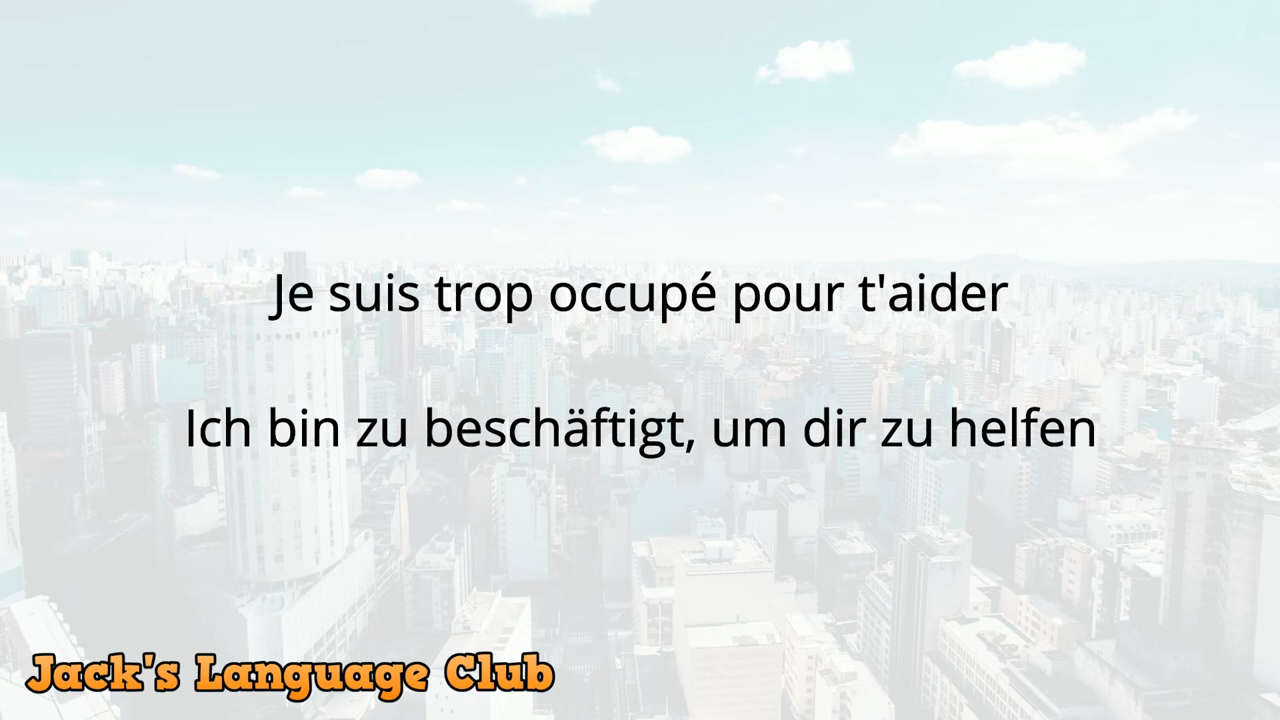 Je suis trop occupé pour t'aider
Ich bin zu beschäftigt, um dir zu helfen
Jack's Language Club